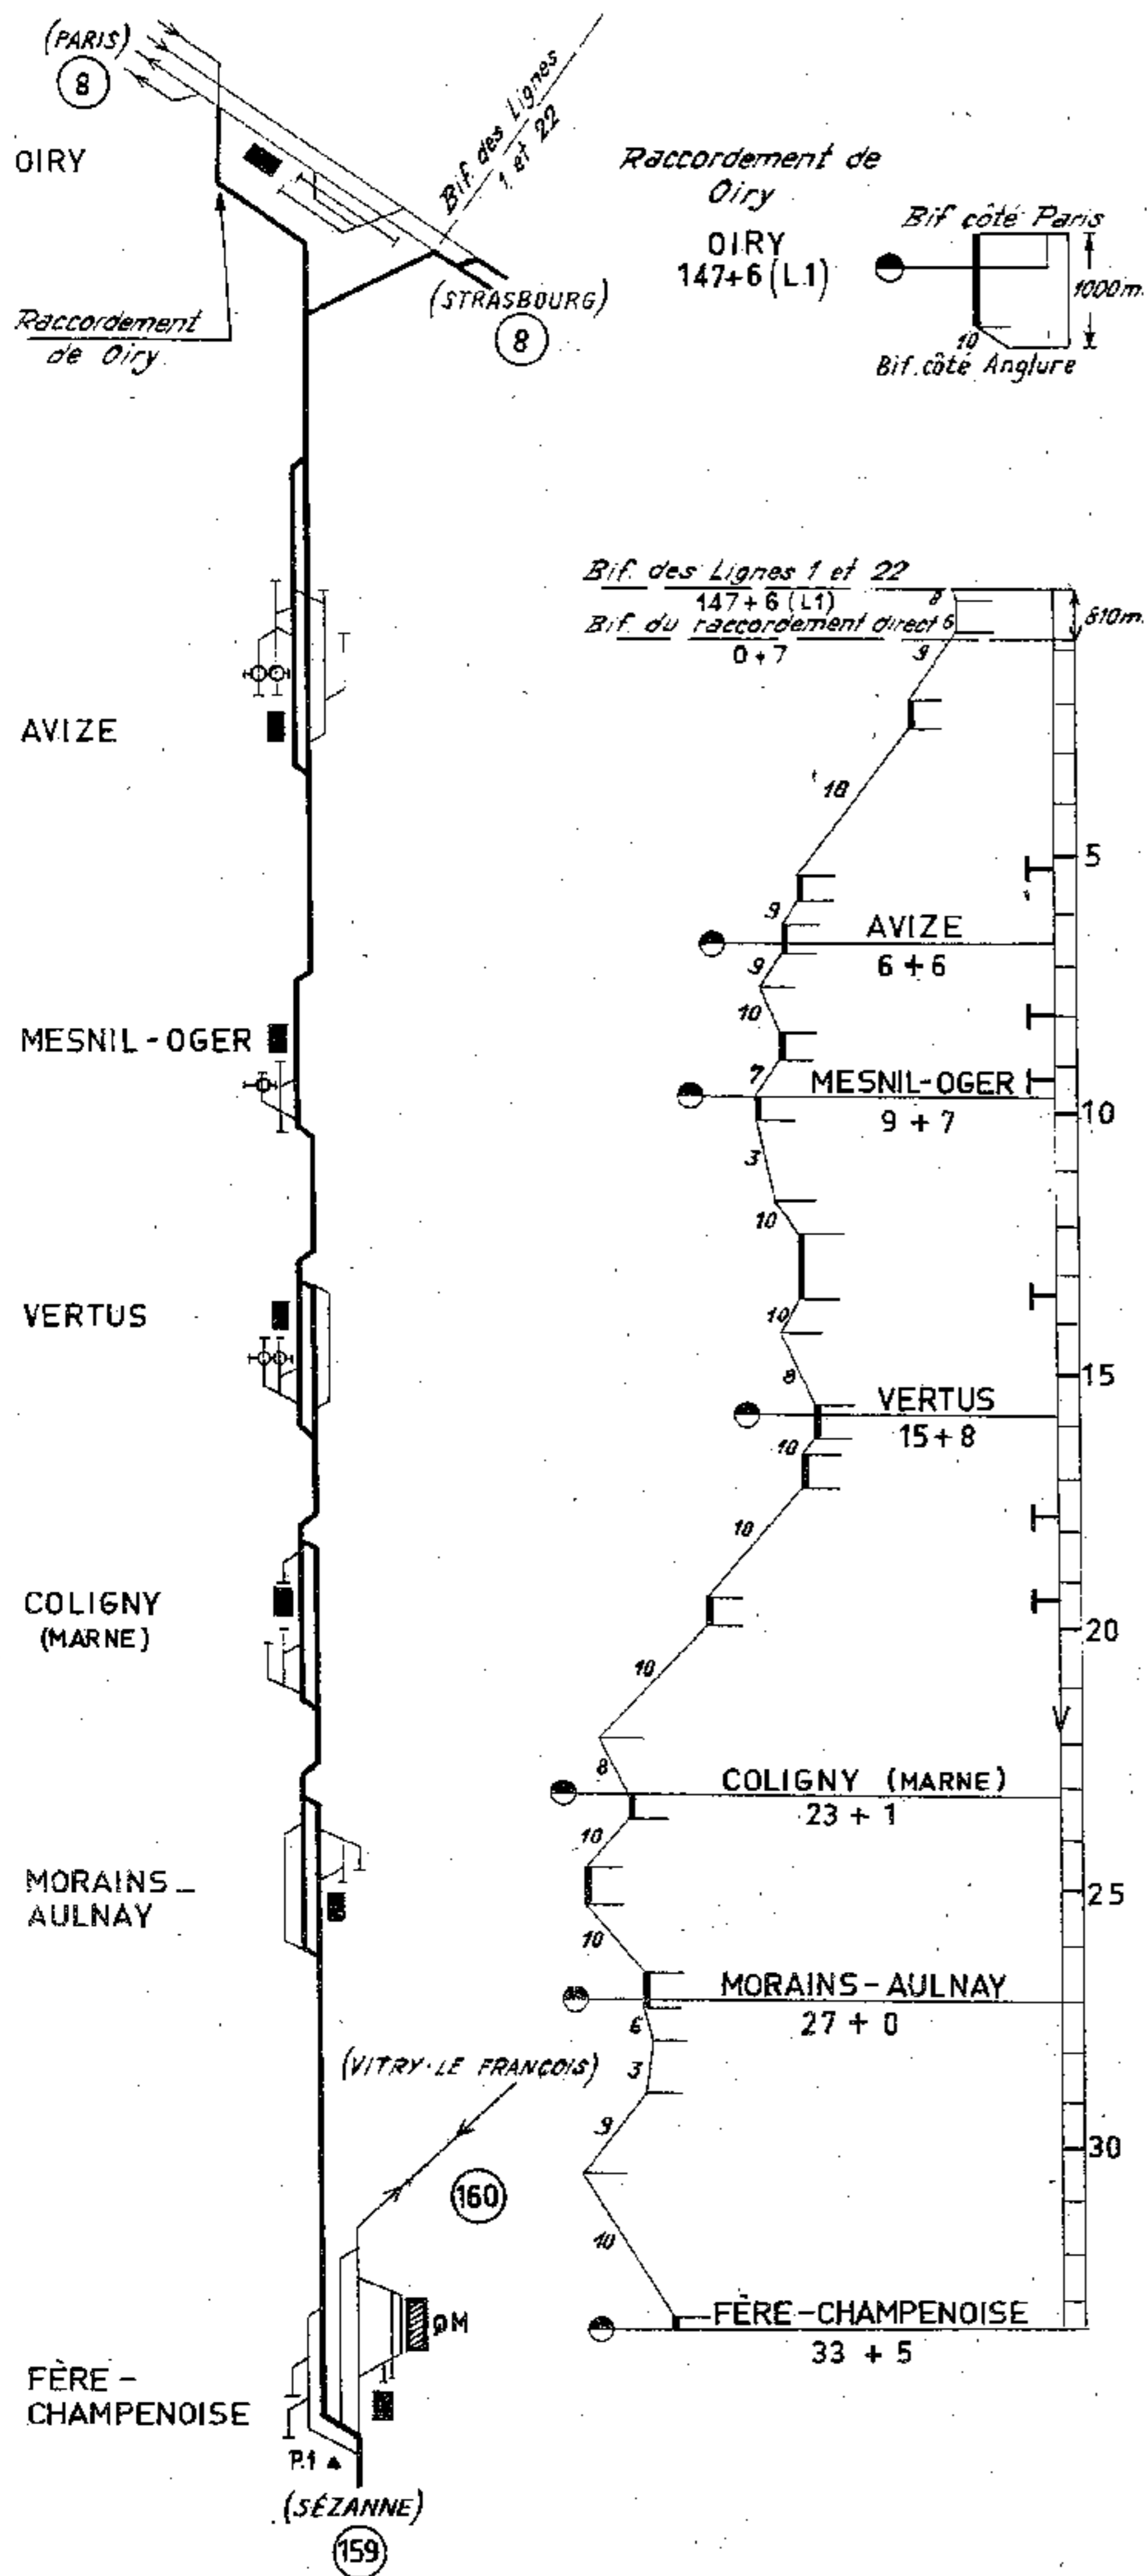 (PARIS)
8
OIRY
Bif. des Lignes
1 et 22
Raccordement
de Oiry
(STRASBOURG)
8
Raccordement de
Oiry
OIRY
147+6 (L.1)
Bif côté Paris
1000m.
10
Bif. côté Anglure
AVIZE
MESNIL-OGER
VERTUS
COLIGNY
(MARNE)
MORAINS_
AULNAY
(VITRY-LE FRANÇOIS)
160
ØM
FÈRE-
CHAMPENOISE
P.1
(SÉZANNE)
159
Bif. des Lignes 1 et 22
147+6 (L1)
8
810m.
Bif. du raccordement direct 6
0+7
9
10
5
9
AVIZE
6+6
9
10
7
MESNIL-OGER
9+7
10
3
10
10
15
8
VERTUS
15+8
10
10
20
10
8
COLIGNY (MARNE)
23+1
10
25
10
MORAINS-AULNAY
27+0
6
3
9
30
10
FÈRE-CHAMPENOISE
33+5